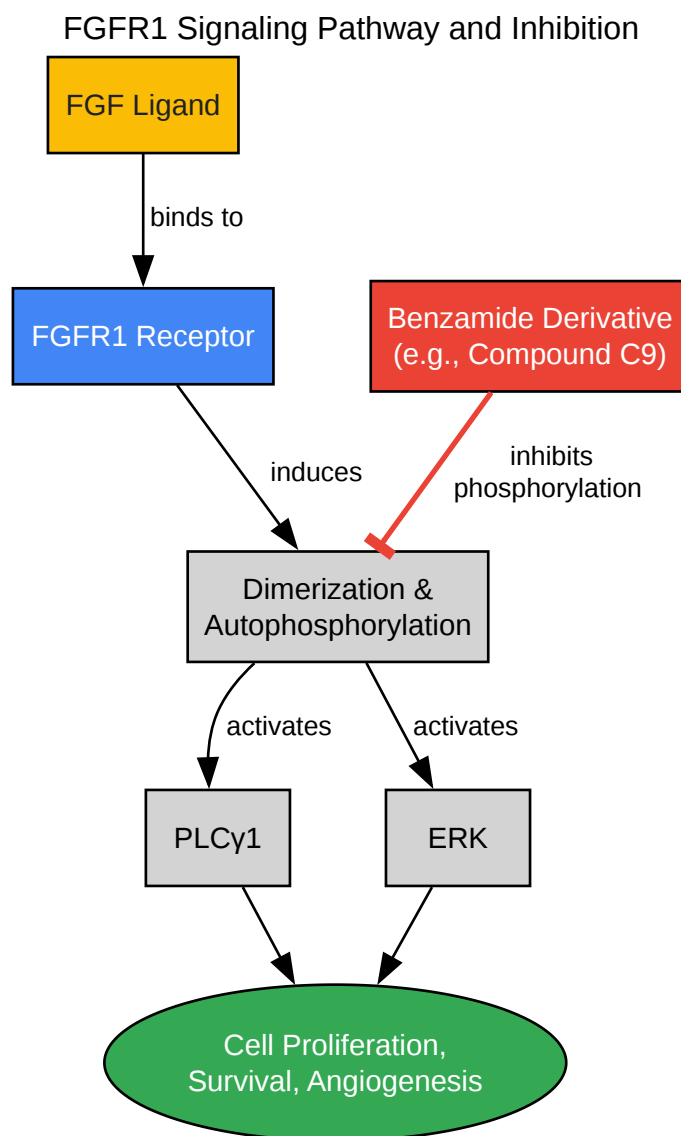 FGFR1 Signaling Pathway and Inhibition
FGF Ligand
binds to
FGFR1 Receptor
Benzamide Derivative
(e.g., Compound C9)
induces
inhibits
phosphorylation
Dimerization &
Autophosphorylation
activates
activates
PLCγ1
ERK
Cell Proliferation,
Survival, Angiogenesis